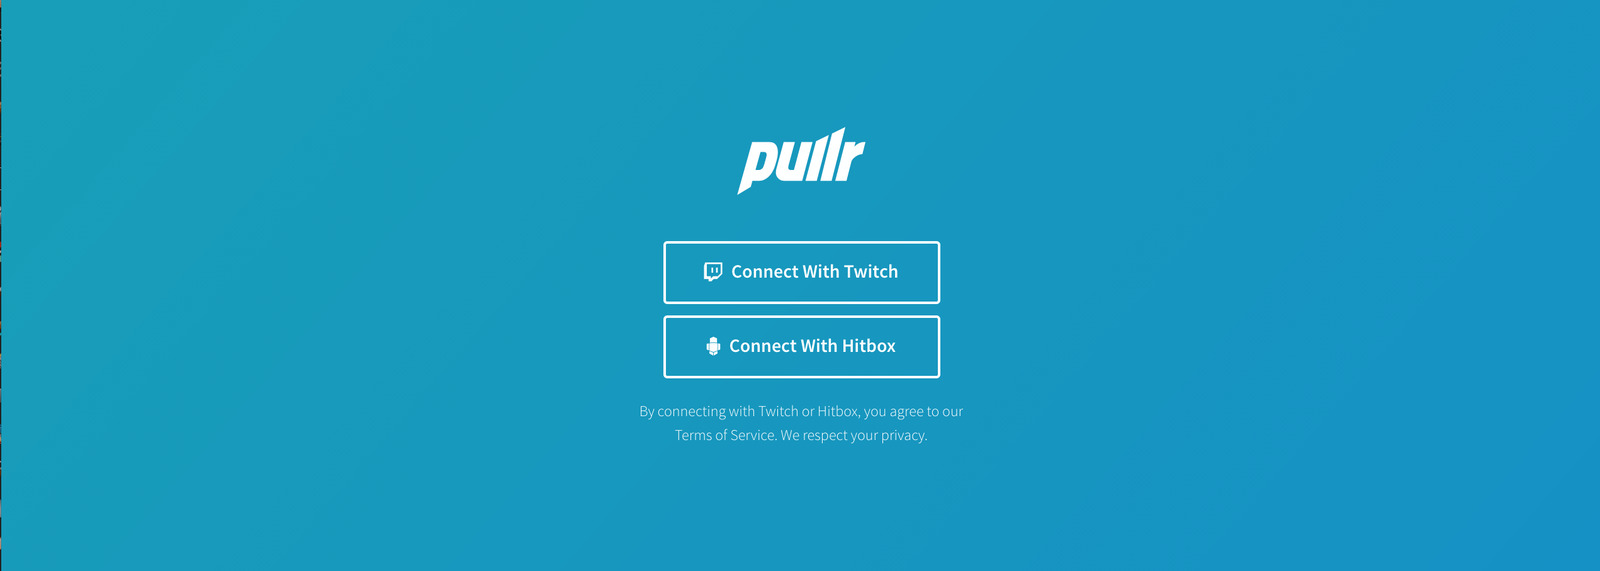 pullr
Connect With Twitch
Connect With Hitbox
By connecting with Twitch or Hitbox, you agree to our
Terms of Service. We respect your privacy.